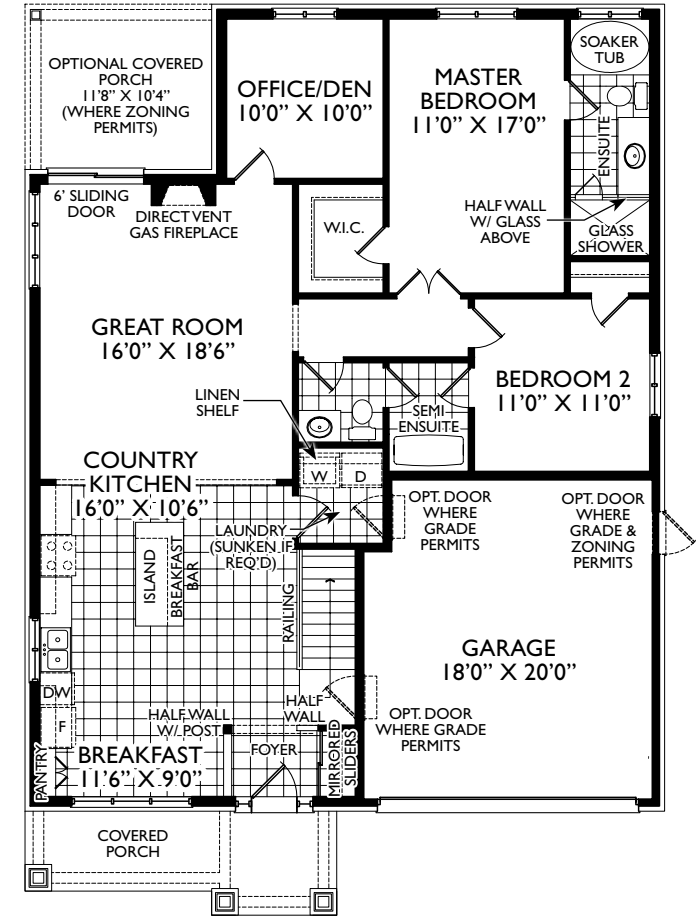 OPTIONAL COVERED
PORCH
11'8" X 10'4"
(WHERE ZONING
PERMITS)
OFFICE/DEN
10'0" X 10'0"
MASTER
BEDROOM
11'0" X 17'0"
SOAKER
TUB
ENSUITE
6' SLIDING
DOOR
DIRECT VENT
GAS FIREPLACE
W.I.C.
HALF WALL
W/ GLASS
ABOVE
GLASS
SHOWER
GREAT ROOM
16'0" X 18'6"
LINEN
SHELF
SEMI
ENSUITE
BEDROOM 2
11'0" X 11'0"
COUNTRY
KITCHEN
16'0" X 10'6"
W
D
LAUNDRY
(SUNKEN IF
REQ'D)
OPT. DOOR
WHERE
GRADE
PERMITS
OPT. DOOR
WHERE
GRADE &
ZONING
PERMITS
ISLAND
BREAKFAST
BAR
RAILING
GARAGE
18'0" X 20'0"
DW
F
HALF WALL
W/ POST
HALF
WALL
OPT. DOOR
WHERE GRADE
PERMITS
PANTRY
BREAKFAST
11'6" X 9'0"
FOYER
MIRRORED
SLIDERS
COVERED
PORCH